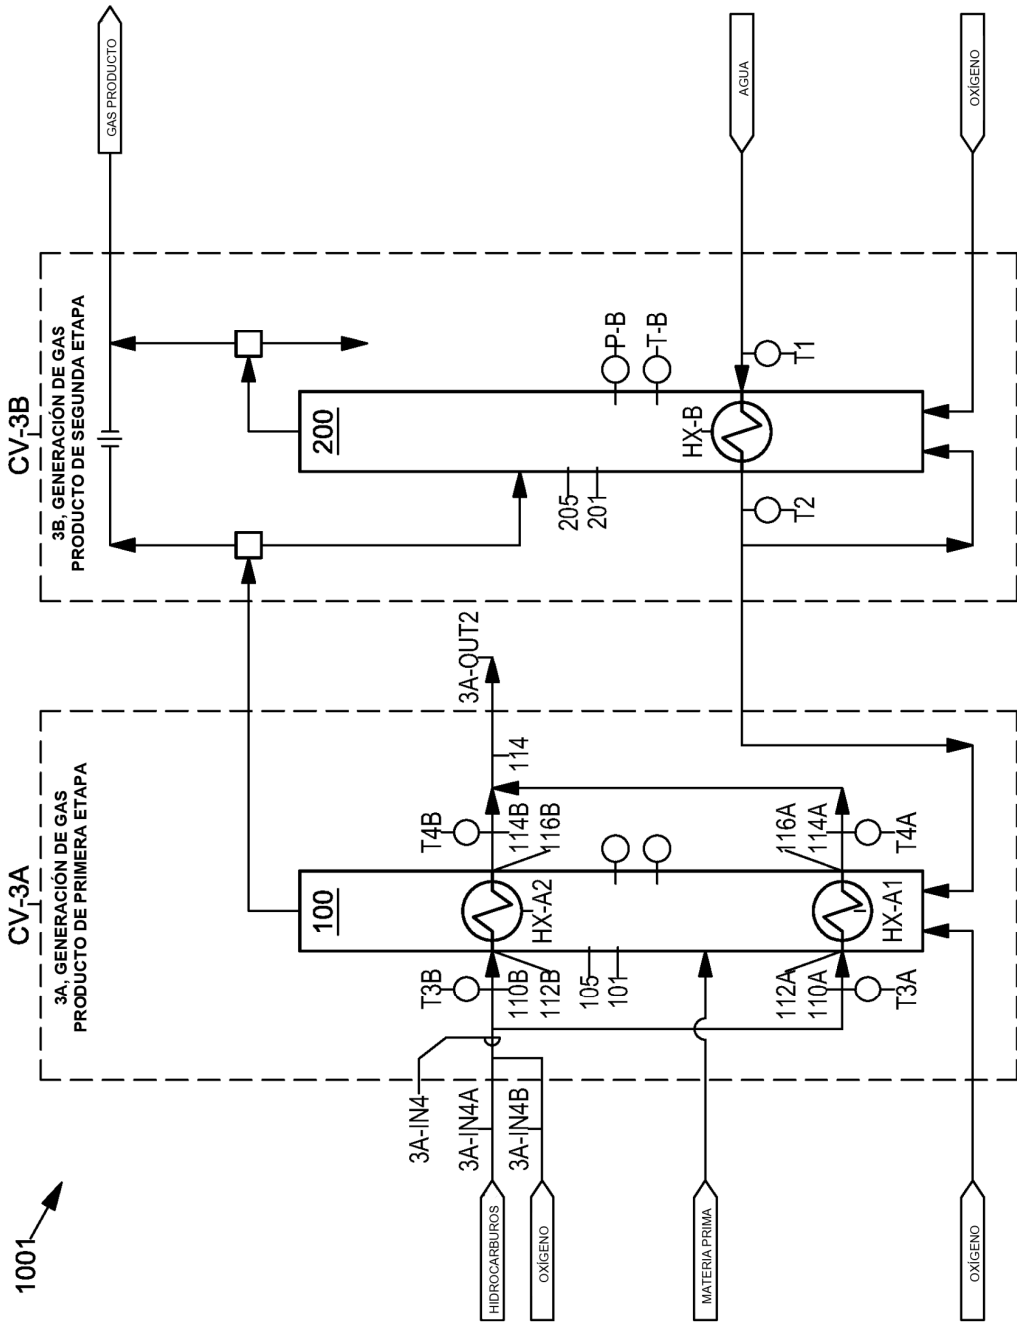 1001
CV-3A
3A, GENERACIÓN DE GAS
PRODUCTO DE PRIMERA ETAPA
CV-3B
3B, GENERACIÓN DE GAS
PRODUCTO DE SEGUNDA ETAPA
GAS PRODUCTO
AGUA
OXÍGENO
HIDROCARBUROS
OXÍGENO
MATERIA PRIMA
OXÍGENO
3A-IN4
3A-IN4A
3A-IN4B
100
T3B
110B
112B
HX-A2
T4B
114B
116B
114
3A-OUT2
105
101
112A
110A
T3A
HX-A1
116A
114A
T4A
200
205
201
P-B
T-B
HX-B
T1
T2